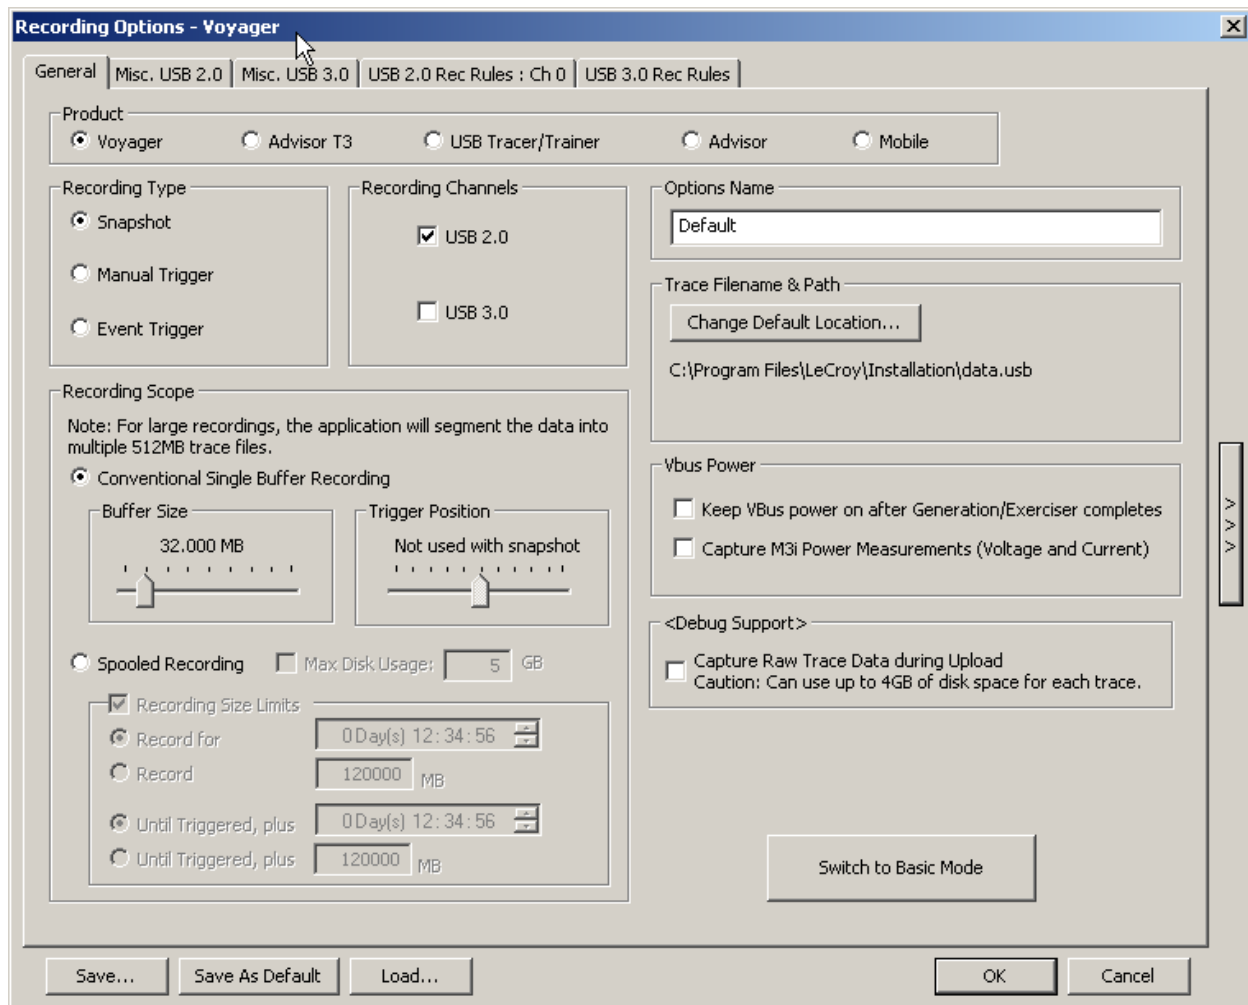 Recording Options - Voyager
General
Misc. USB 2.0
Misc. USB 3.0
USB 2.0 Rec Rules : Ch 0
USB 3.0 Rec Rules
Product
Voyager
Advisor T3
USB Tracer/Trainer
Advisor
Mobile
Recording Type
Snapshot
Manual Trigger
Event Trigger
Recording Channels
USB 2.0
USB 3.0
Options Name
Default
Trace Filename & Path
Change Default Location...
C:\Program Files\LeCroy\Installation\data.usb
Recording Scope
Note: For large recordings, the application will segment the data into
multiple 512MB trace files.
Conventional Single Buffer Recording
Buffer Size
32.000 MB
Trigger Position
Not used with snapshot
Spooled Recording
Max Disk Usage:
5
GB
Recording Size Limits
Record for
0 Day(s) 12:34:56
Record
120000
MB
Until Triggered, plus
0 Day(s) 12:34:56
Until Triggered, plus
120000
MB
Vbus Power
Keep VBus power on after Generation/Exerciser completes
Capture M3i Power Measurements (Voltage and Current)
<Debug Support>
Capture Raw Trace Data during Upload
Caution: Can use up to 4GB of disk space for each trace.
Switch to Basic Mode
>
>
>
Save...
Save As Default
Load...
OK
Cancel